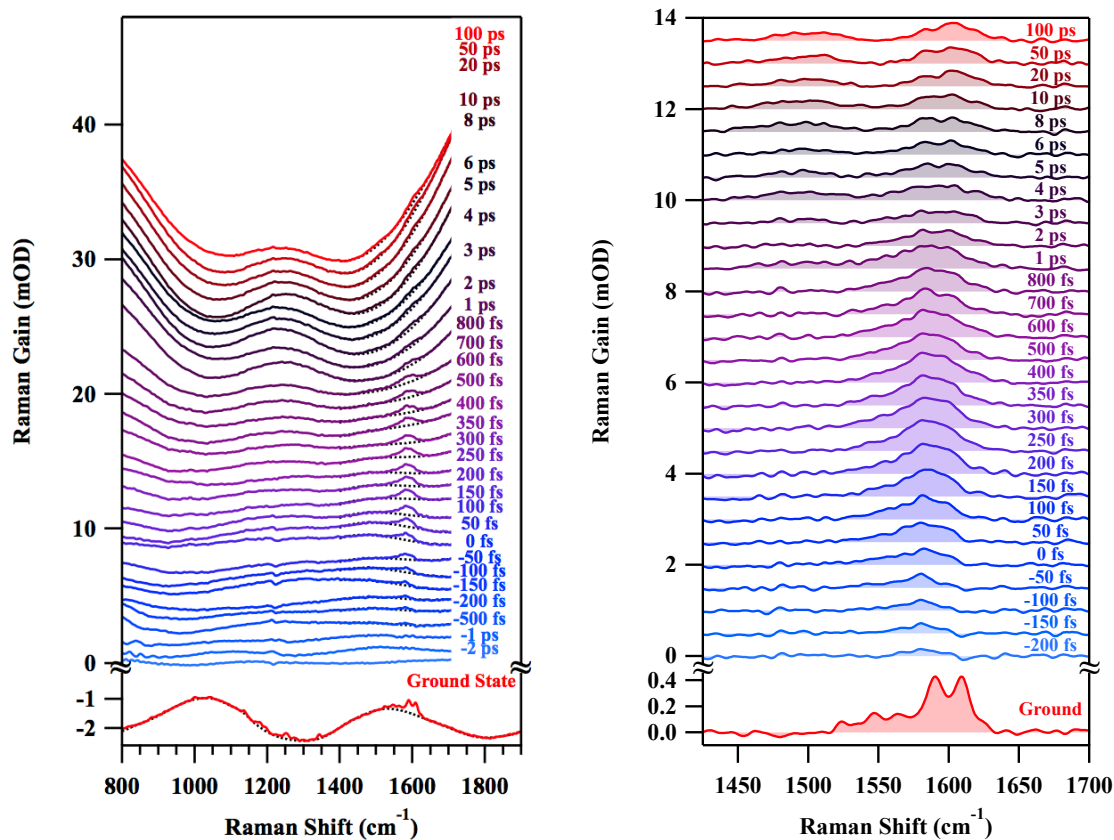 100 ps
50 ps
20 ps
10 ps
8 ps
6 ps
5 ps
4 ps
3 ps
2 ps
1 ps
800 fs
700 fs
600 fs
500 fs
400 fs
350 fs
300 fs
250 fs
200 fs
150 fs
100 fs
50 fs
0 fs
-50 fs
-100 fs
-150 fs
-200 fs
-500 fs
-1 ps
-2 ps
Ground State
40
30
20
10
0
-1
-2
Raman Gain (mOD)
800 1000 1200 1400 1600 1800
Raman Shift (cm-1)
14
12
10
8
6
4
2
0
0.4
0.2
0.0
Raman Gain (mOD)
100 ps
50 ps
20 ps
10 ps
8 ps
6 ps
5 ps
4 ps
3 ps
2 ps
1 ps
800 fs
700 fs
600 fs
500 fs
400 fs
350 fs
300 fs
250 fs
200 fs
150 fs
100 fs
50 fs
0 fs
-50 fs
-100 fs
-150 fs
-200 fs
Ground
1450 1500 1550 1600 1650 1700
Raman Shift (cm-1)